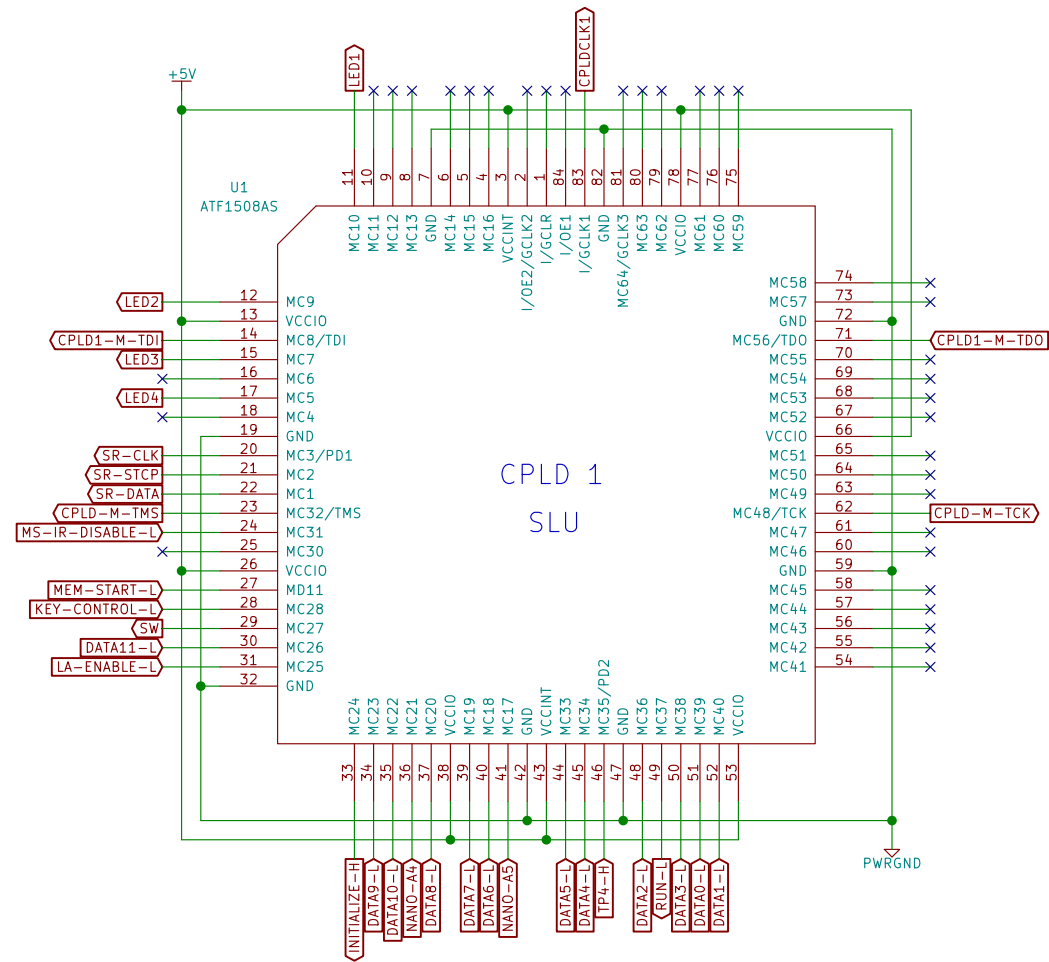 LED1
CPLDCLK1
+5V
11
10
9
8
7
6
5
4
3
2
1
84
83
82
81
80
79
78
77
76
75
U1
ATF1508AS
MC10
MC11
MC12
MC13
GND
MC14
MC15
MC16
VCCINT
I/OE2/GCLK2
I/GCLR
I/OE1
I/GCLK1
GND
MC64/GCLK3
MC63
MC62
VCCIO
MC61
MC60
MC59
LED2 12 MC9
13 VCCIO
CPLD1-M-TDI 14 MC8/TDI
LED3 15 MC7
16 MC6
LED4 17 MC5
18 MC4
19 GND
SR-CLK 20 MC3/PD1
SR-STCP 21 MC2
SR-DATA 22 MC1
CPLD-M-TMS 23 MC32/TMS
MS-IR-DISABLE-L 24 MC31
25 MC30
26 VCCIO
MEM-START-L 27 MD11
KEY-CONTROL-L 28 MC28
SW 29 MC27
DATA11-L 30 MC26
LA-ENABLE-L 31 MC25
32 GND
CPLD 1
SLU
MC58 74
MC57 73
GND 72
MC56/TDO 71 CPLD1-M-TDO
MC55 70
MC54 69
MC53 68
MC52 67
VCCIO 66
MC51 65
MC50 64
MC49 63
MC48/TCK 62 CPLD-M-TCK
MC47 61
MC46 60
GND 59
MC45 58
MC44 57
MC43 56
MC42 55
MC41 54
MC24
MC23
MC22
MC21
MC20
VCCIO
MC19
MC18
MC17
GND
VCCINT
MC33
MC34
MC35/PD2
GND
MC36
MC37
MC38
MC39
MC40
VCCIO
33
34
35
36
37
38
39
40
41
42
43
44
45
46
47
48
49
50
51
52
53
PWRGND
INITIALIZE-H
DATA9-L
DATA10-L
NANO-A4
DATA8-L
DATA7-L
DATA6-L
NANO-A5
DATA5-L
DATA4-L
TP4-H
DATA2-L
RUN-L
DATA3-L
DATA0-L
DATA1-L